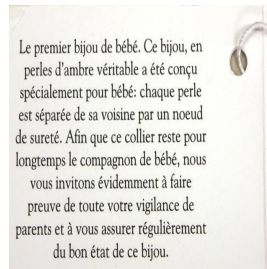 Le premier bijou de bébé. Ce bijou, en
perles d'ambre véritable a été conçu
spécialement pour bébé: chaque perle
est séparée de sa voisine par un noeud
de sureté. Afin que ce collier reste pour
longtemps le compagnon de bébé, nous
vous invitons évidemment à faire
preuve de toute votre vigilance de
parents et à vous assurer régulièrement
du bon état de ce bijou.